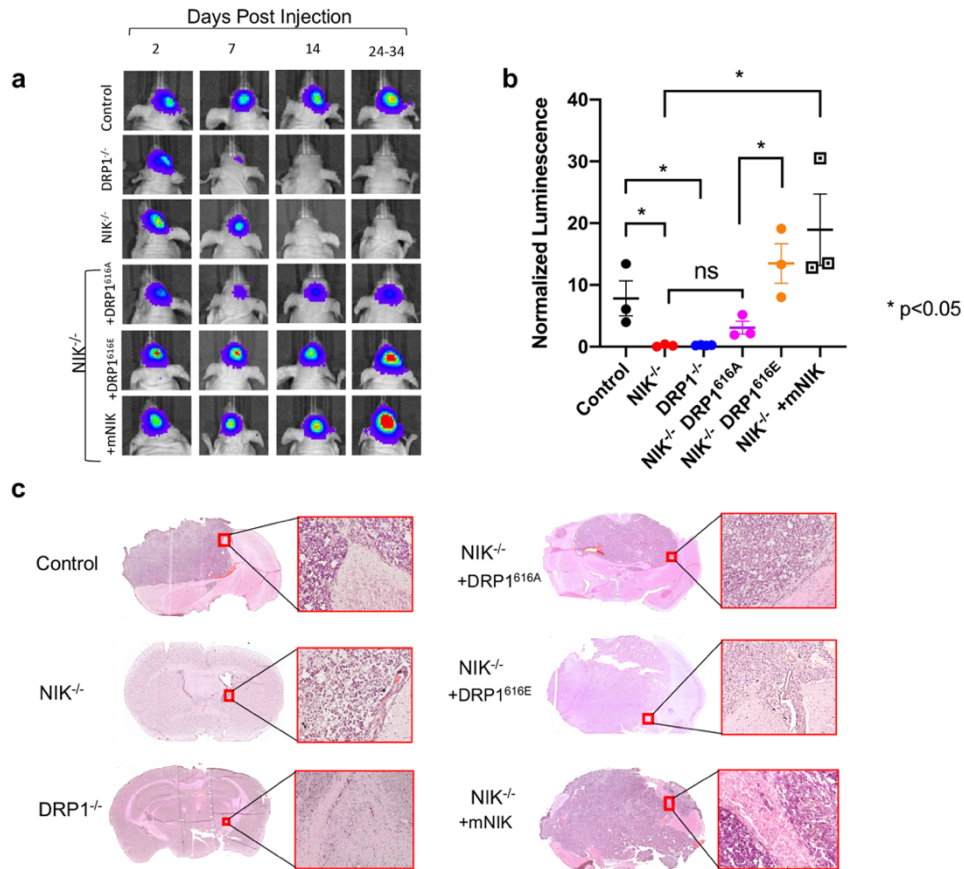 Days Post Injection
2 7 14 24-34
a
Control
DRP1-/-
NIK-/-
NIK-/-
+DRP1616A
+DRP1616E
+mNIK
b
*
40
30
20
10
0
Normalized Luminescence
*
*
*
ns
* p<0.05
Control
NIK-/-
DRP1-/-
NIK-/- DRP1616A
NIK-/- DRP1616E
NIK-/- +mNIK
c
Control
NIK-/-
DRP1-/-
NIK-/-
+DRP1616A
NIK-/-
+DRP1616E
NIK-/-
+mNIK